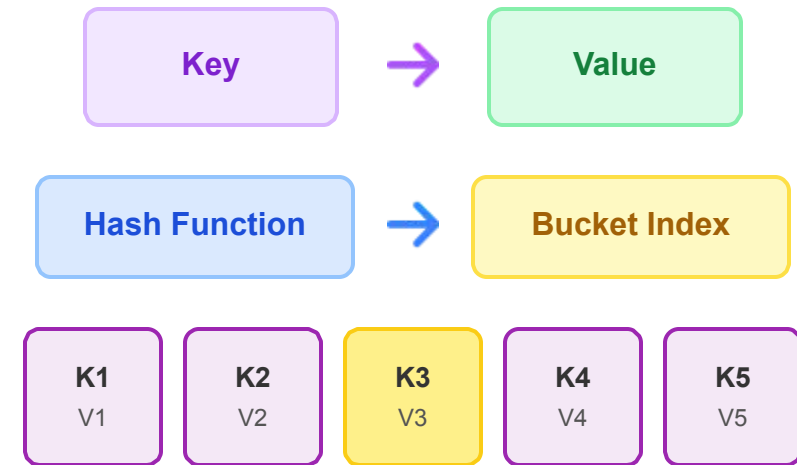 Key → Value
Hash Function → Bucket Index
K1 K2 K3 K4 K5
V1 V2 V3 V4 V5